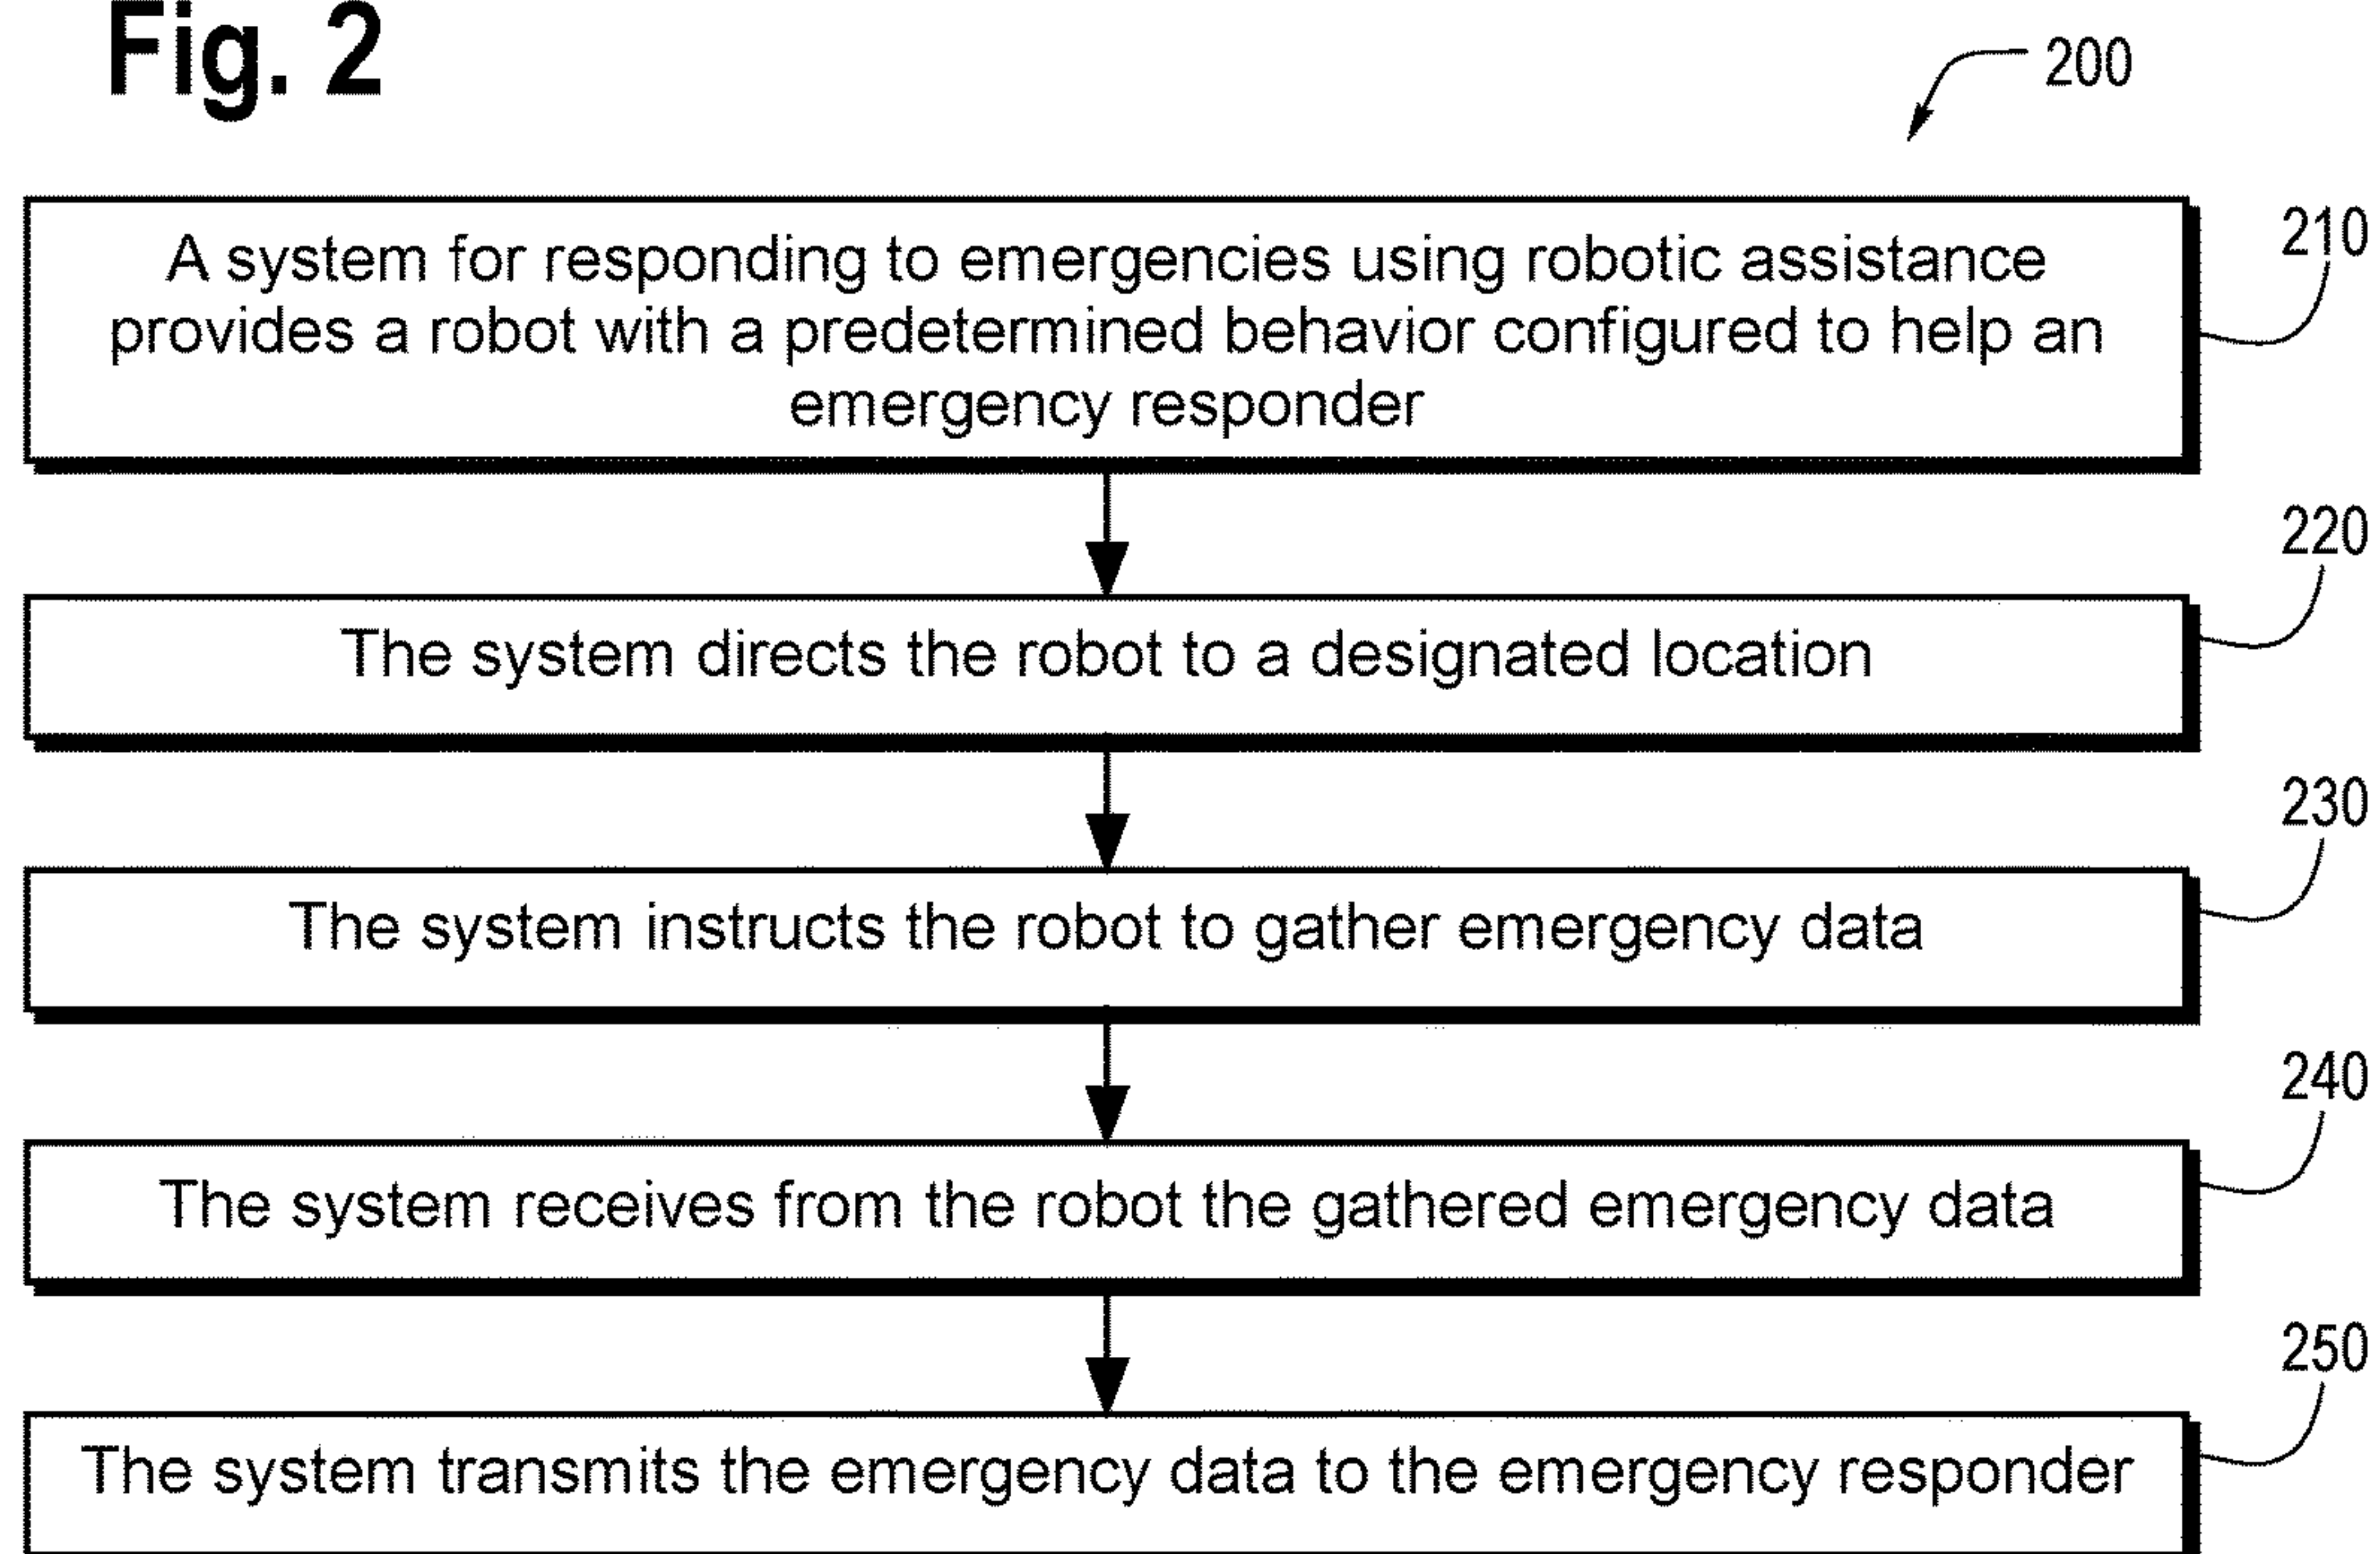 Fig. 2
200
A system for responding to emergencies using robotic assistance
provides a robot with a predetermined behavior configured to help an
emergency responder
210
The system directs the robot to a designated location
220
The system instructs the robot to gather emergency data
230
The system receives from the robot the gathered emergency data
240
The system transmits the emergency data to the emergency responder
250